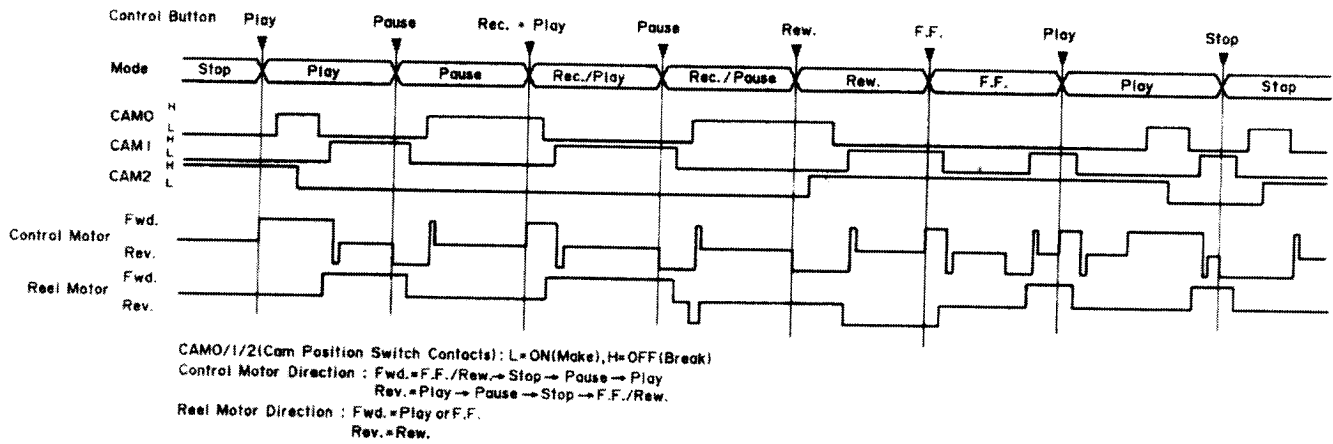 Control Button Play Pause Rec. + Play Pause Rew. F.F. Play Stop
Mode Stop Play Pause Rec./Play Rec./Pause Rew. F.F. Play Stop
CAM0 H L
CAM1 H L
CAM2 H L
Control Motor Fwd. Rev.
Reel Motor Fwd. Rev.
CAM0/1/2(Cam Position Switch Contacts): L=ON(Make), H=OFF(Break)
Control Motor Direction : Fwd.=F.F./Rew.→Stop→Pause→Play
Rev.=Play→Pause→Stop→F.F./Rew.
Reel Motor Direction : Fwd.=Play or F.F.
Rev.=Rew.